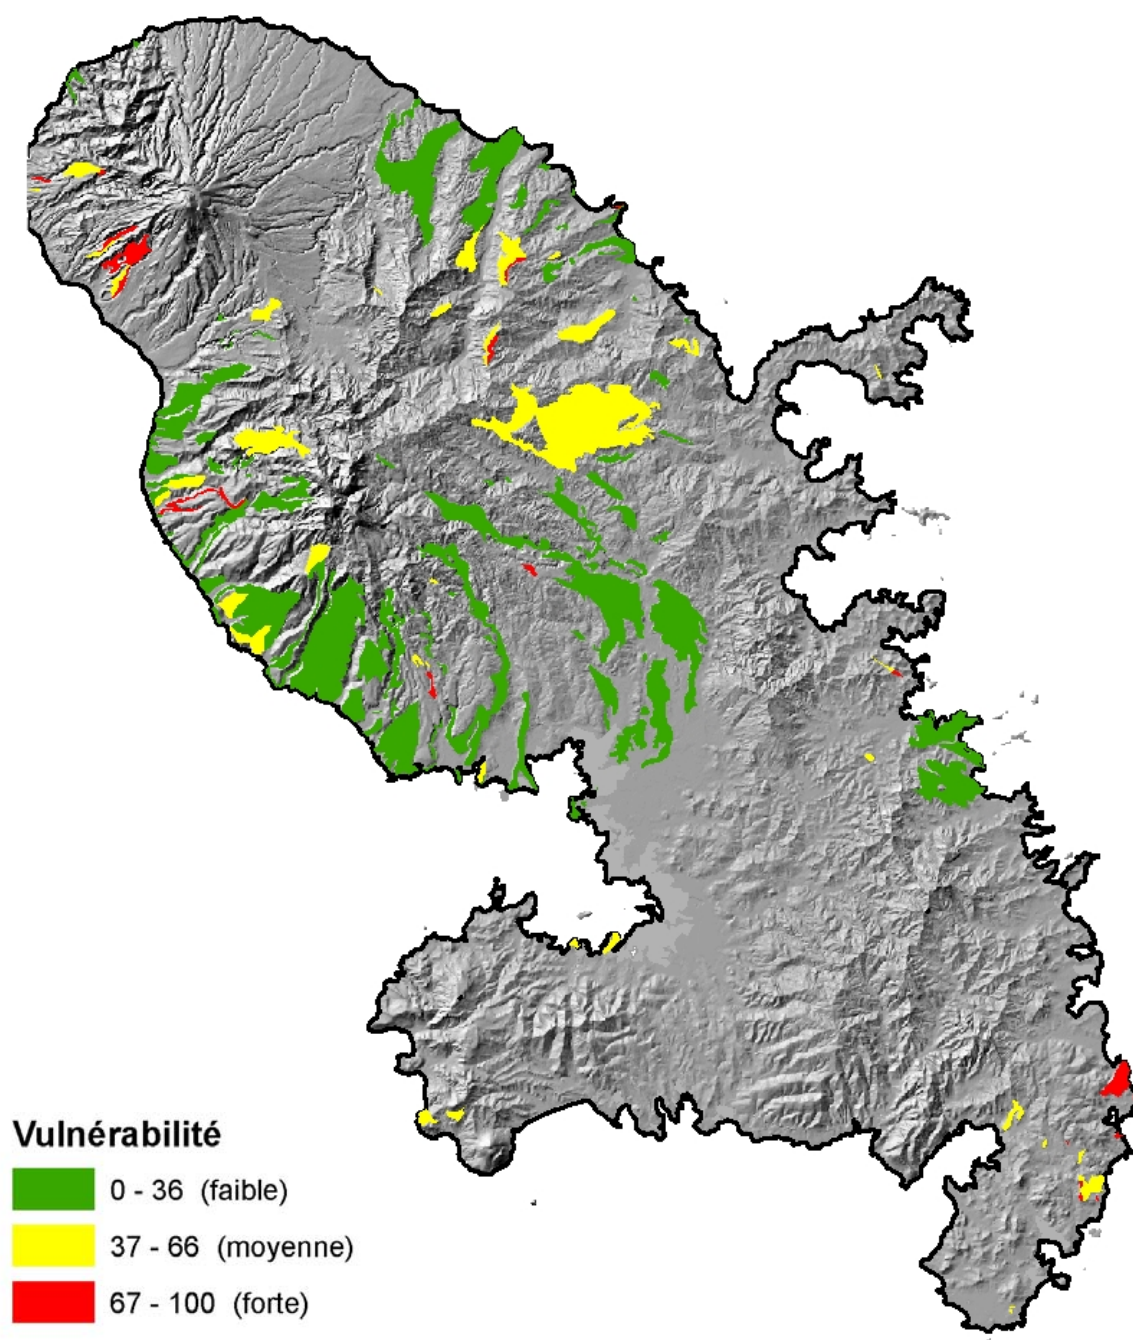 Vulnérabilité
0 - 36 (faible)
37 - 66 (moyenne)
67 - 100 (forte)